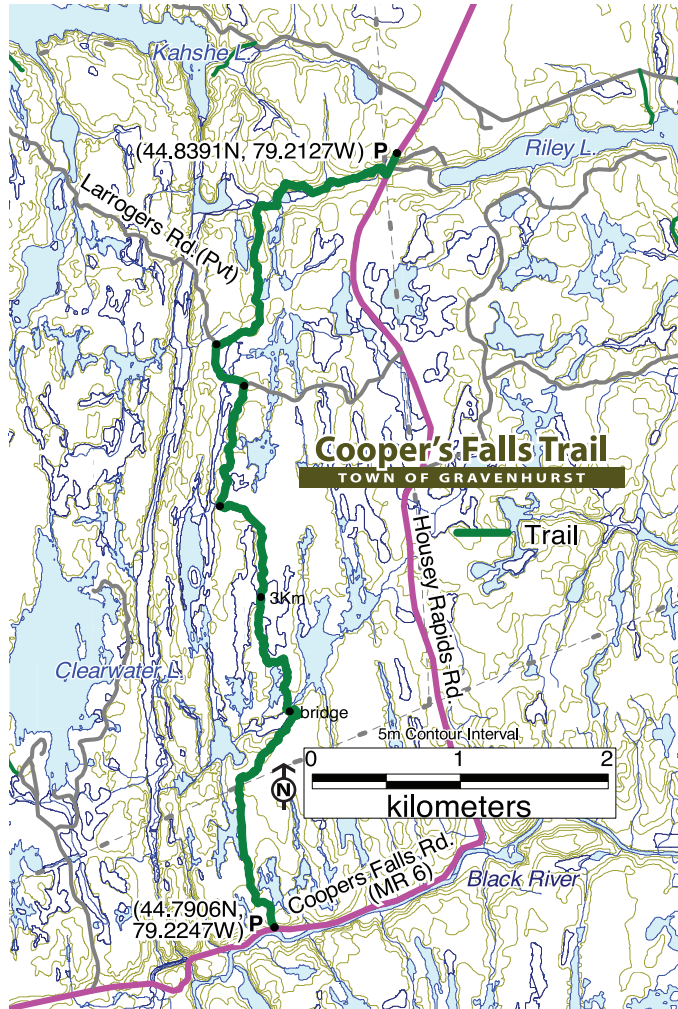 Kahshe L.
(44.8391N, 79.2127W) P
Riley L.
Larrogers Rd.(Pvt)
Cooper's Falls Trail
TOWN OF GRAVENHURST
Trail
Housey Rapids Rd.
3Km
Clearwater L.
bridge
5m Contour Interval
0 1 2
N
kilometers
Coopers Falls Rd.
(MR 6)
Black River
(44.7906N,
79.2247W) P